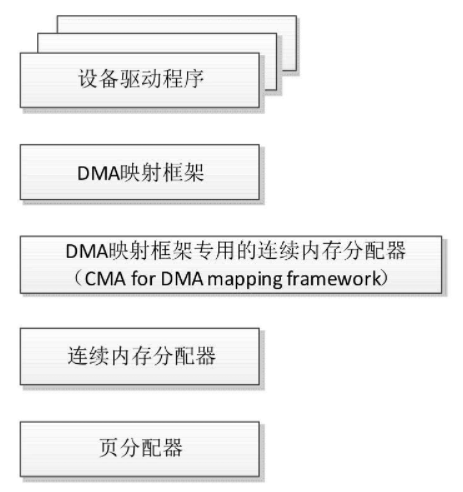 设备驱动程序
DMA映射框架
DMA映射框架专用的连续内存分配器
（CMA for DMA mapping framework）
连续内存分配器
页分配器